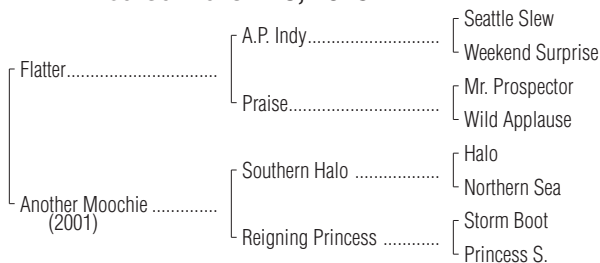 Seattle Slew
A.P. Indy
Weekend Surprise
Flatter
Mr. Prospector
Praise
Wild Applause
Halo
Southern Halo
Northern Sea
Another Moochie
(2001)
Storm Boot
Reigning Princess
Princess S.